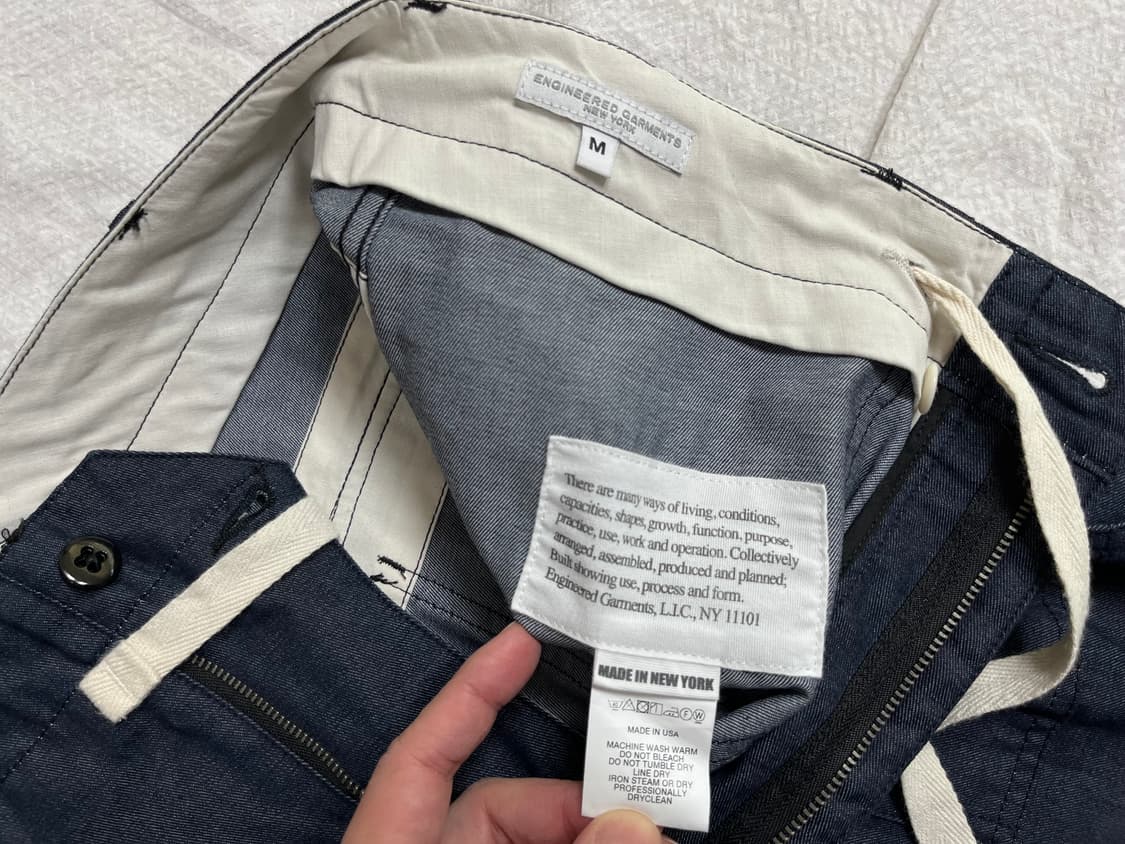 ENGINEERED GARMENTS
NEW YORK
M
There are many ways of living, conditions,
capacities, shapes, growth, function, purpose,
practice, use, work and operation. Collectively
arranged, assembled, produced and planned;
Built showing use, process and form.
Engineered Garments, L.I.C., NY 11101
MADE IN NEW YORK
MADE IN USA
MACHINE WASH WARM
DO NOT BLEACH
DO NOT TUMBLE DRY
LINE DRY
IRON STEAM OR DRY
PROFESSIONALLY
DRYCLEAN